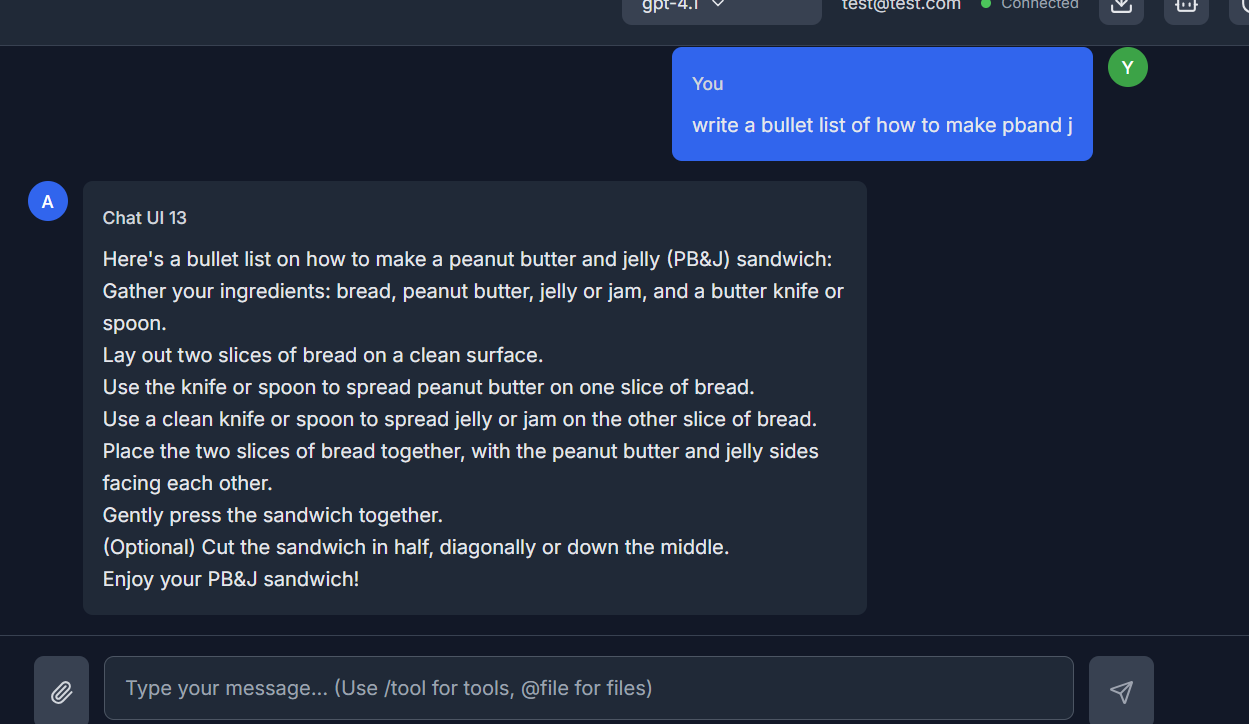 gpt-4.1
test@test.com
Connected
Y
You
write a bullet list of how to make pband j
A
Chat UI 13
Here's a bullet list on how to make a peanut butter and jelly (PB&J) sandwich:
Gather your ingredients: bread, peanut butter, jelly or jam, and a butter knife or
spoon.
Lay out two slices of bread on a clean surface.
Use the knife or spoon to spread peanut butter on one slice of bread.
Use a clean knife or spoon to spread jelly or jam on the other slice of bread.
Place the two slices of bread together, with the peanut butter and jelly sides
facing each other.
Gently press the sandwich together.
(Optional) Cut the sandwich in half, diagonally or down the middle.
Enjoy your PB&J sandwich!
Type your message... (Use /tool for tools, @file for files)